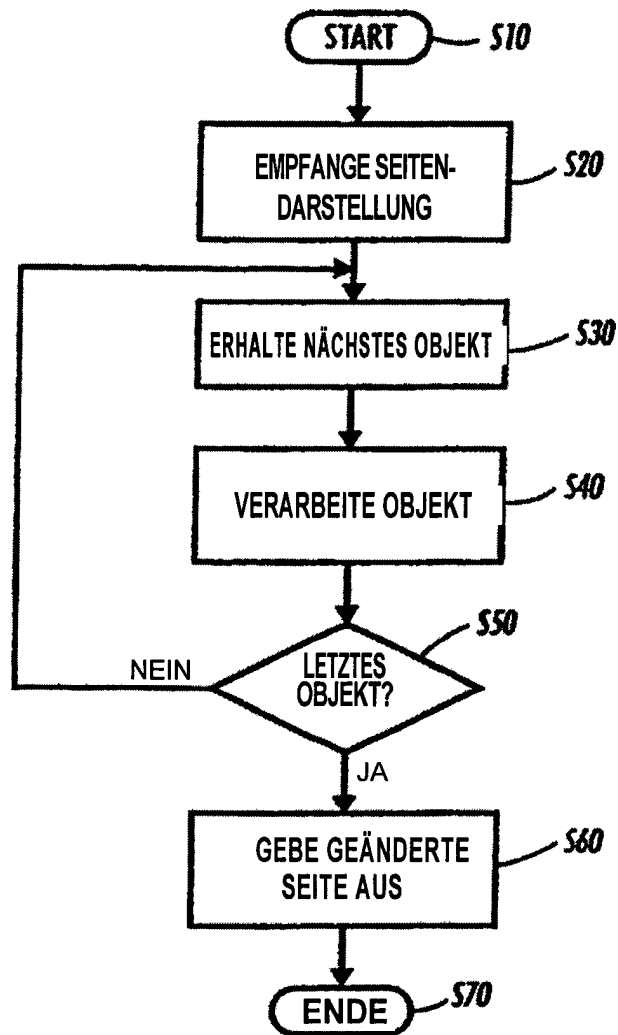 START
S10
EMPFANGE SEITEN-
DARSTELLUNG
S20
ERHALTE NÄCHSTES OBJEKT
S30
VERARBEITE OBJEKT
S40
LETZTES
OBJEKT?
S50
NEIN
JA
GEBE GEÄNDERTE
SEITE AUS
S60
ENDE
S70